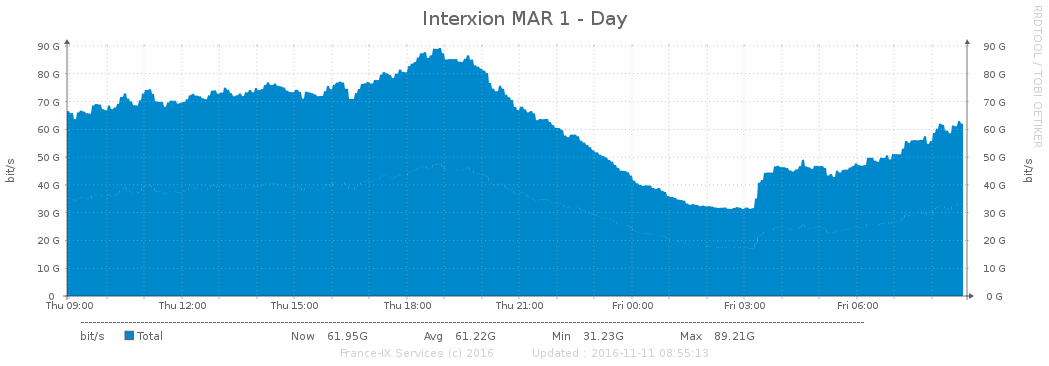 Interxion MAR 1 - Day
RRDTOOL / TOBI OETIKER
bit/s
90 G 90 G
80 G 80 G
70 G 70 G
60 G 60 G
50 G 50 G
40 G 40 G
30 G 30 G
20 G 20 G
10 G 10 G
0 0 G
bit/s
Thu 09:00 Thu 12:00 Thu 15:00 Thu 18:00 Thu 21:00 Fri 00:00 Fri 03:00 Fri 06:00
bit/s Total Now 61.95G Avg 61.22G Min 31.23G Max 89.21G
France-IX Services (c) 2016 Updated : 2016-11-11 08:55:13